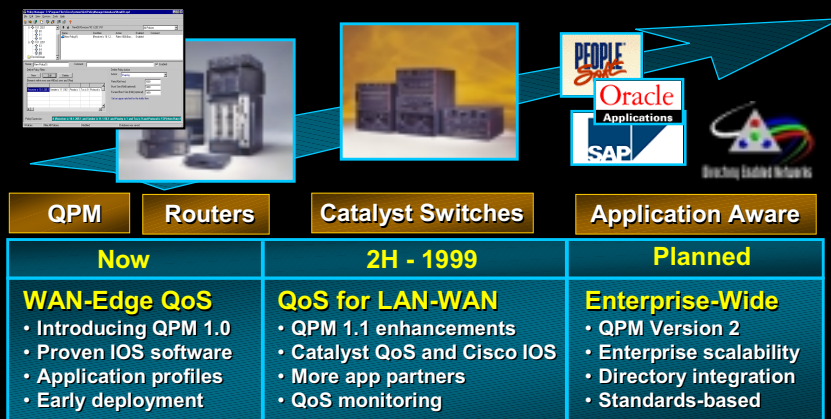 PEOPLE
Soft
Oracle
Applications
SAP
Directory Enabled Networks
QPM
Routers
Catalyst Switches
Application Aware
Now
2H - 1999
Planned
WAN-Edge QoS
• Introducing QPM 1.0
• Proven IOS software
• Application profiles
• Early deployment
QoS for LAN-WAN
• QPM 1.1 enhancements
• Catalyst QoS and Cisco IOS
• More app partners
• QoS monitoring
Enterprise-Wide
• QPM Version 2
• Enterprise scalability
• Directory integration
• Standards-based